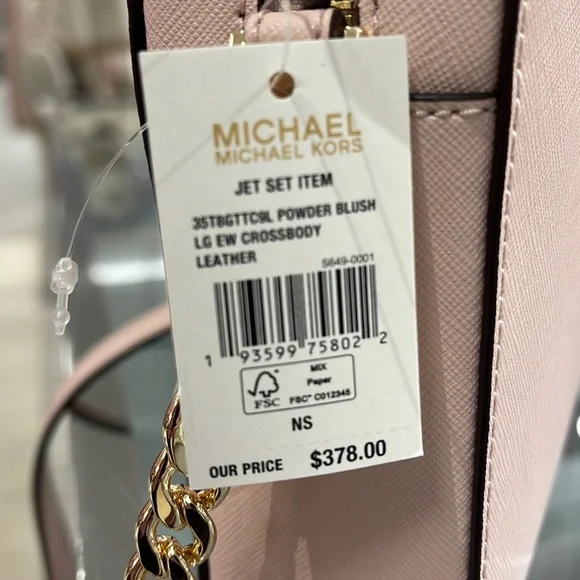 MICHAEL
MICHAEL KORS
JET SET ITEM
35T8GTTC9L POWDER BLUSH
LG EW CROSSBODY
LEATHER
S649-0001
1 93599 75802 2
FSC
MIX
Paper
FSC™ C012345
NS
OUR PRICE $378.00